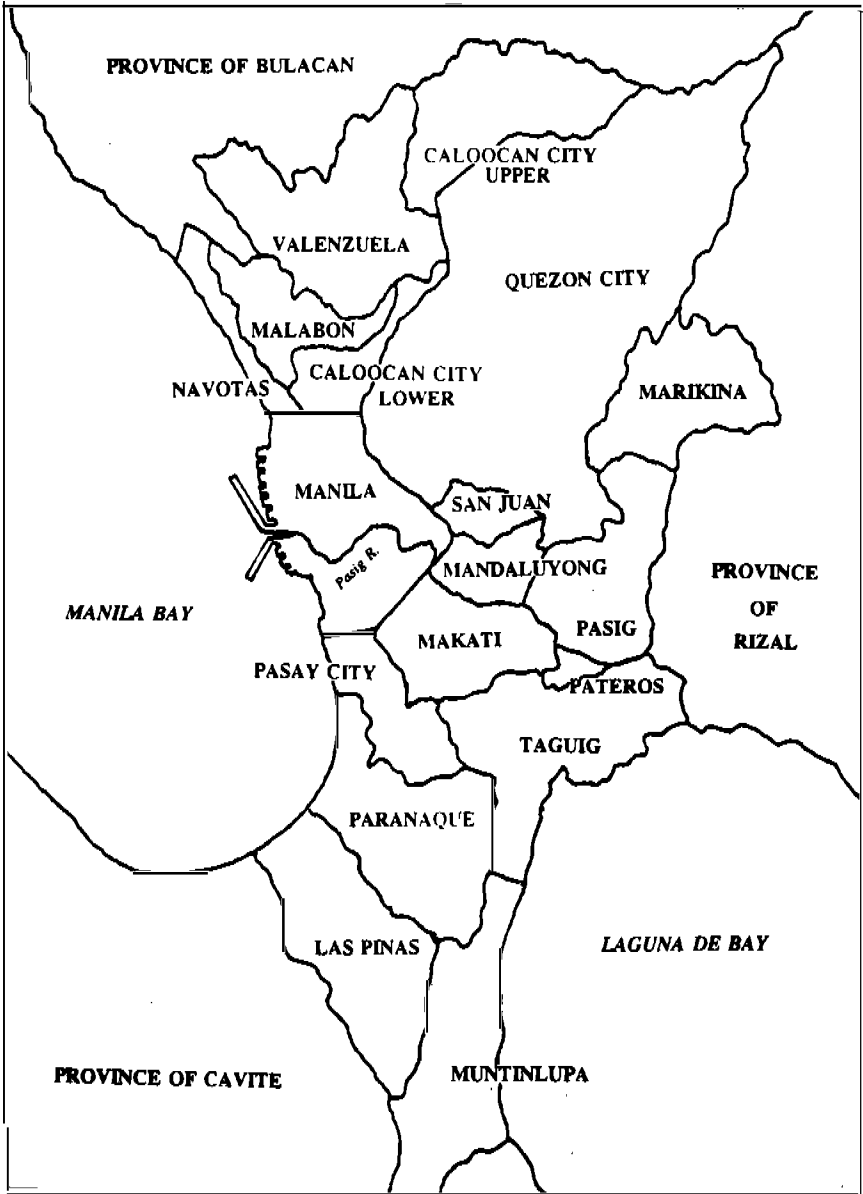 PROVINCE OF BULACAN
CALOOCAN CITY
UPPER
VALENZUELA
QUEZON CITY
MALABON
NAVOTAS
CALOOCAN CITY
LOWER
MARIKINA
MANILA
SAN JUAN
Pasig R.
MANDALUYONG
PROVINCE
OF
RIZAL
MANILA BAY
MAKATI
PASIG
PASAY CITY
PATEROS
TAGUIG
PARANAQUE
LAS PINAS
LAGUNA DE BAY
PROVINCE OF CAVITE
MUNTINLUPA